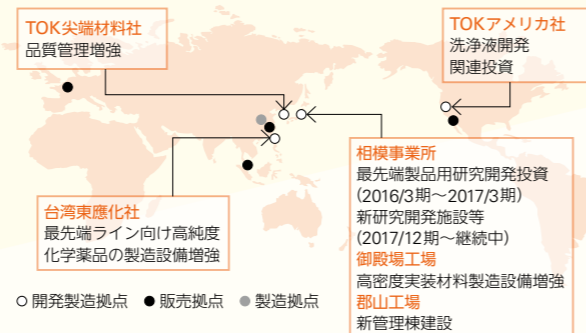 TOK尖端材料社
品質管理増強
TOKアメリカ社
洗浄液開発
関連投資
台湾東應化社
最先端ライン向け高純度
化学薬品の製造設備増強
相模事業所
最先端製品用研究開発投資
(2016/3期～2017/3期)
新研究開発施設等
(2017/12期～継続中)
御殿場工場
高密度実装材料製造設備増強
郡山工場
新管理棟建設
○ 開発製造拠点 ● 販売拠点 ● 製造拠点